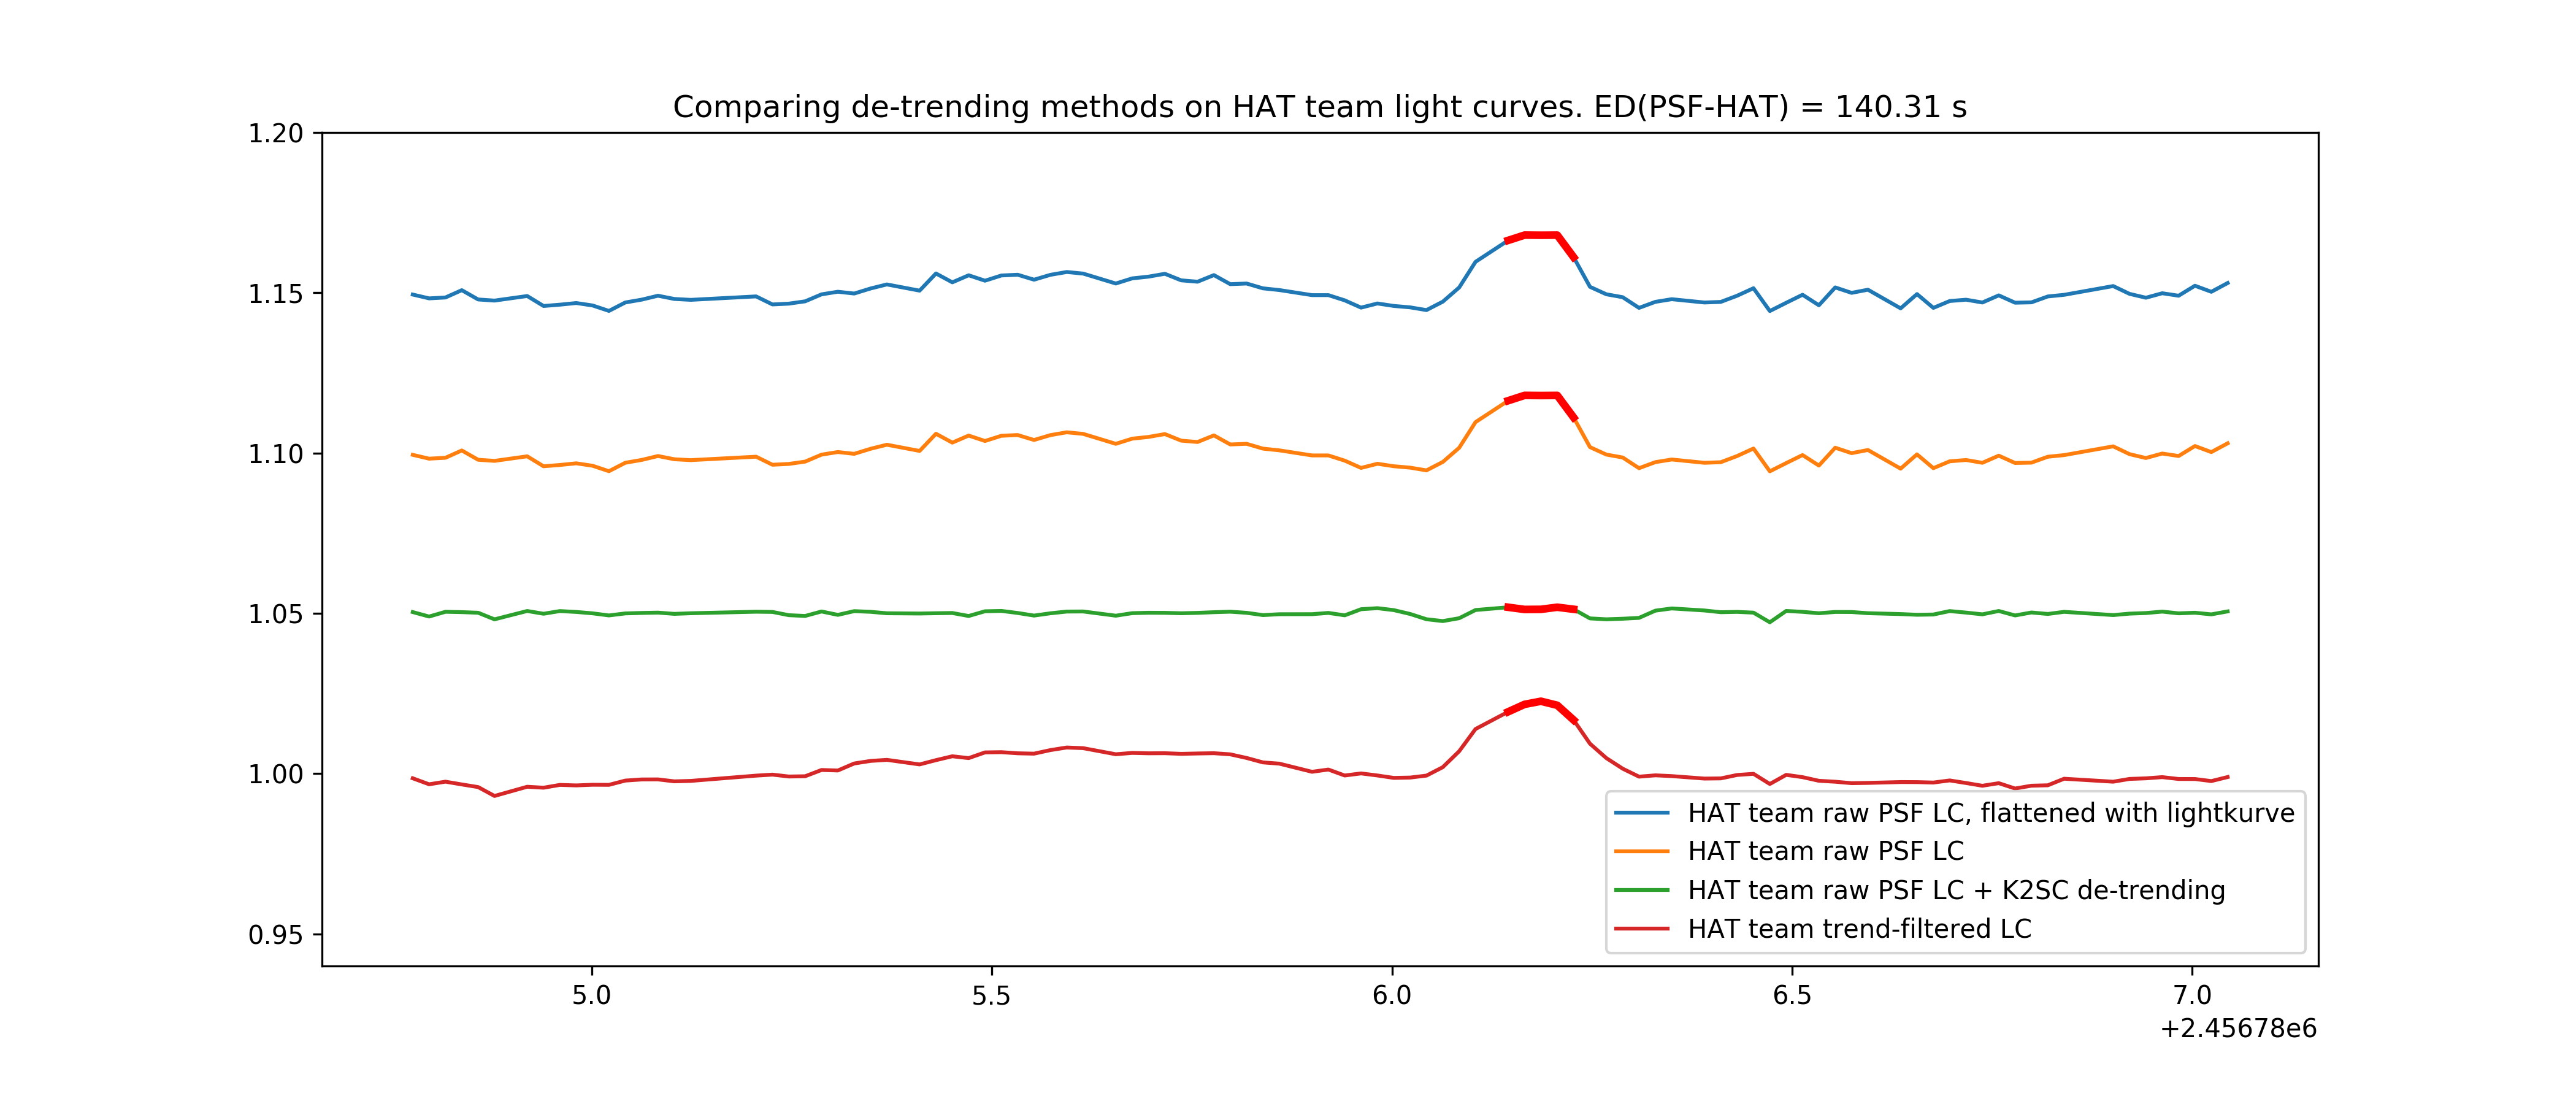 Comparing de-trending methods on HAT team light curves. ED(PSF-HAT) = 140.31 s
1.20
1.15
1.10
1.05
1.00
0.95
HAT team raw PSF LC, flattened with lightkurve
HAT team raw PSF LC
HAT team raw PSF LC + K2SC de-trending
HAT team trend-filtered LC
5.0 5.5 6.0 6.5 7.0
+2.45678e6